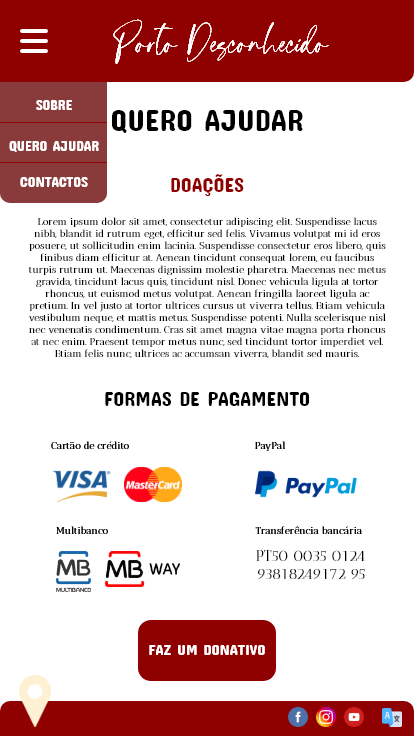 Porto Desconhecido
SOBRE
QUERO AJUDAR
CONTACTOS
QUERO AJUDAR
DOAÇÕES
Lorem ipsum dolor sit amet, consectetur adipiscing elit. Suspendisse lacus
nibh, blandit id rutrum eget, efficitur sed felis. Vivamus volutpat mi id eros
posuere, ut sollicitudin enim lacinia. Suspendisse consectetur eros libero, quis
finibus diam efficitur at. Aenean tincidunt consequat lorem, eu faucibus
turpis rutrum ut. Maecenas dignissim molestie pharetra. Maecenas nec metus
gravida, tincidunt lacus quis, tincidunt nisl. Donec vehicula ligula at tortor
rhoncus, ut euismod metus volutpat. Aenean fringilla laoreet ligula ac
pretium. In vel justo at tortor ultrices cursus ut viverra tellus. Etiam vehicula
vestibulum neque, et mattis metus. Suspendisse potenti. Nulla scelerisque nisl
nec venenatis condimentum. Cras sit amet magna vitae magna porta rhoncus
at nec enim. Praesent tempor metus nunc, sed tincidunt tortor imperdiet vel.
Etiam felis nunc, ultrices ac accumsan viverra, blandit sed mauris.
FORMAS DE PAGAMENTO
Cartão de crédito
VISA MasterCard
PayPal
PayPal
Multibanco
MB MULTIBANCO MB WAY
Transferência bancária
PT50 0035 0124
93818249172 95
FAZ UM DONATIVO